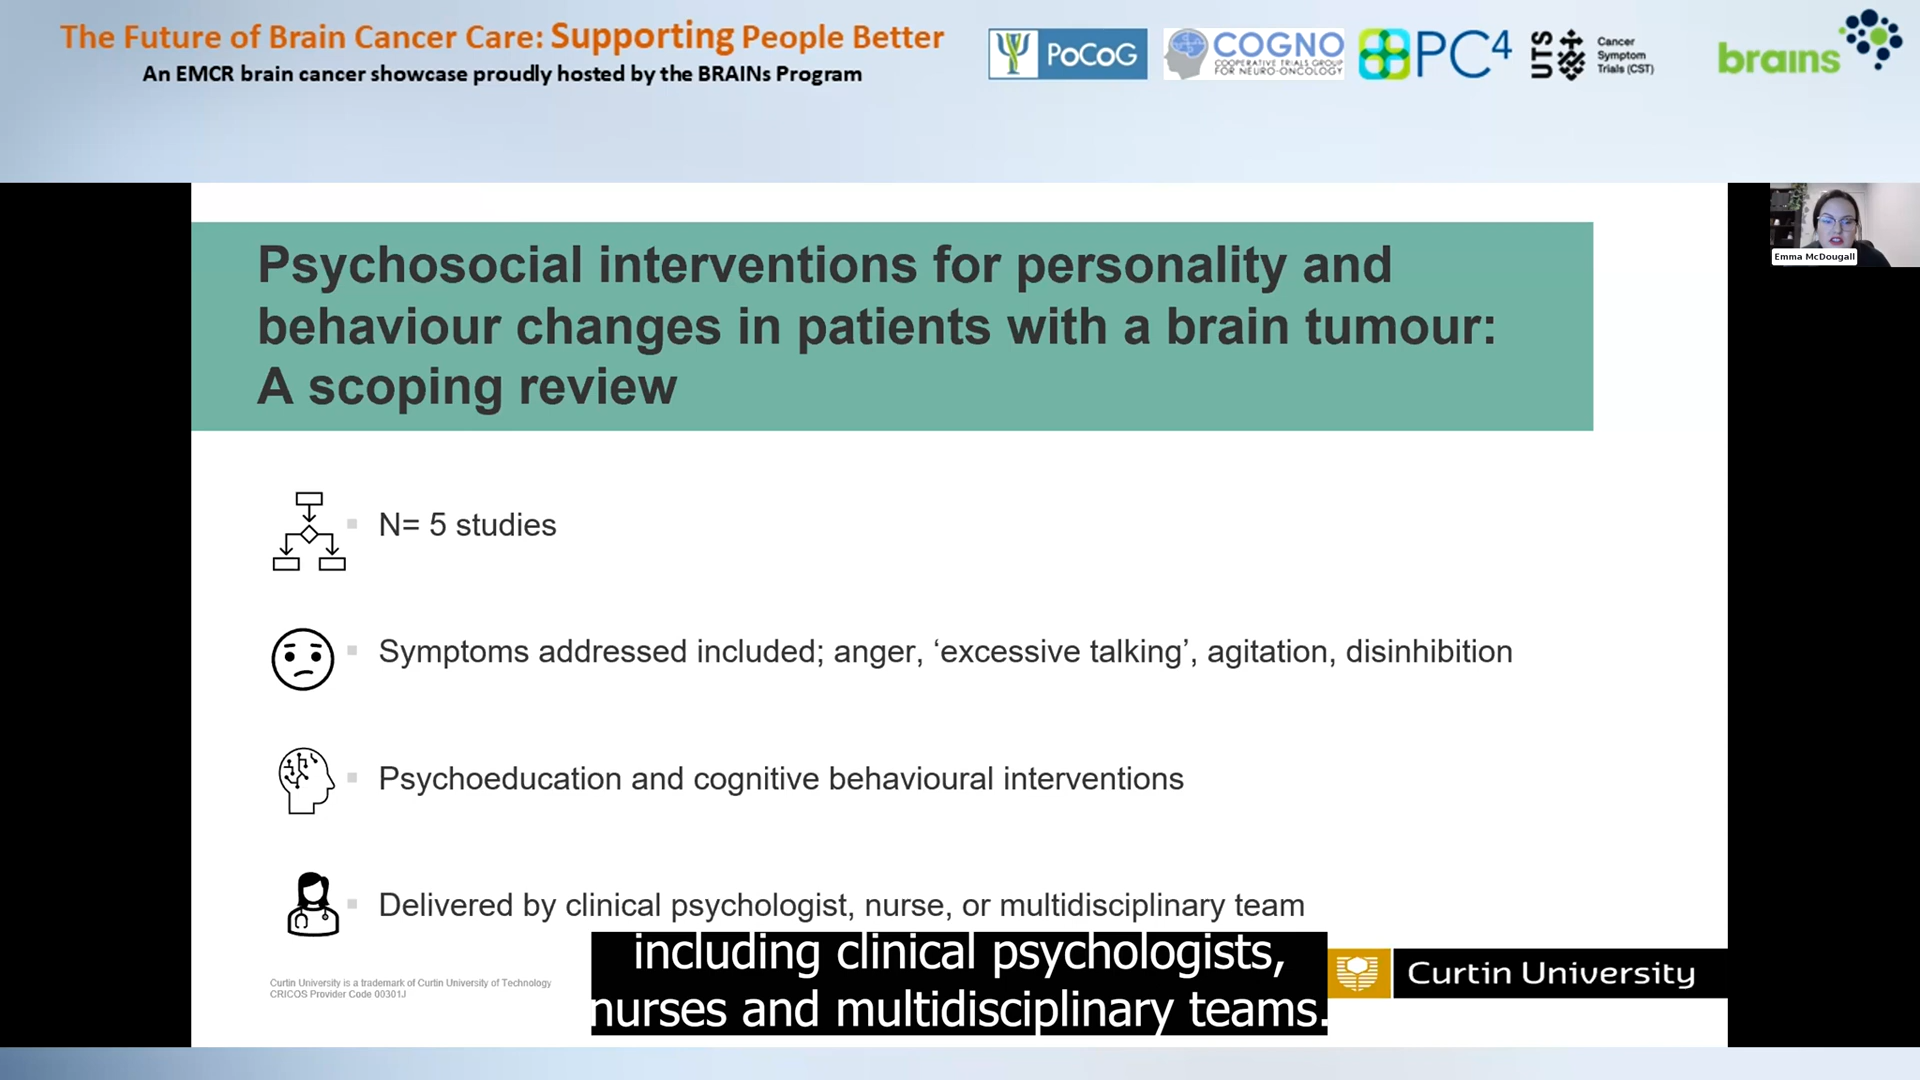 The Future of Brain Cancer Care: Supporting People Better
An EMCR brain cancer showcase proudly hosted by the BRAINs Program
PoCoG
COGNO
COOPERATIVE TRIALS GROUP
FOR NEURO-ONCOLOGY
PC4
UTS
Cancer
Symptom
Trials (CST)
brains
Emma McDougall
Psychosocial interventions for personality and
behaviour changes in patients with a brain tumour:
A scoping review
N= 5 studies
Symptoms addressed included; anger, ‘excessive talking’, agitation, disinhibition
Psychoeducation and cognitive behavioural interventions
Delivered by clinical psychologist, nurse, or multidisciplinary team
including clinical psychologists,
nurses and multidisciplinary teams.
Curtin University is a trademark of Curtin University of Technology
CRICOS Provider Code 00301J
Curtin University